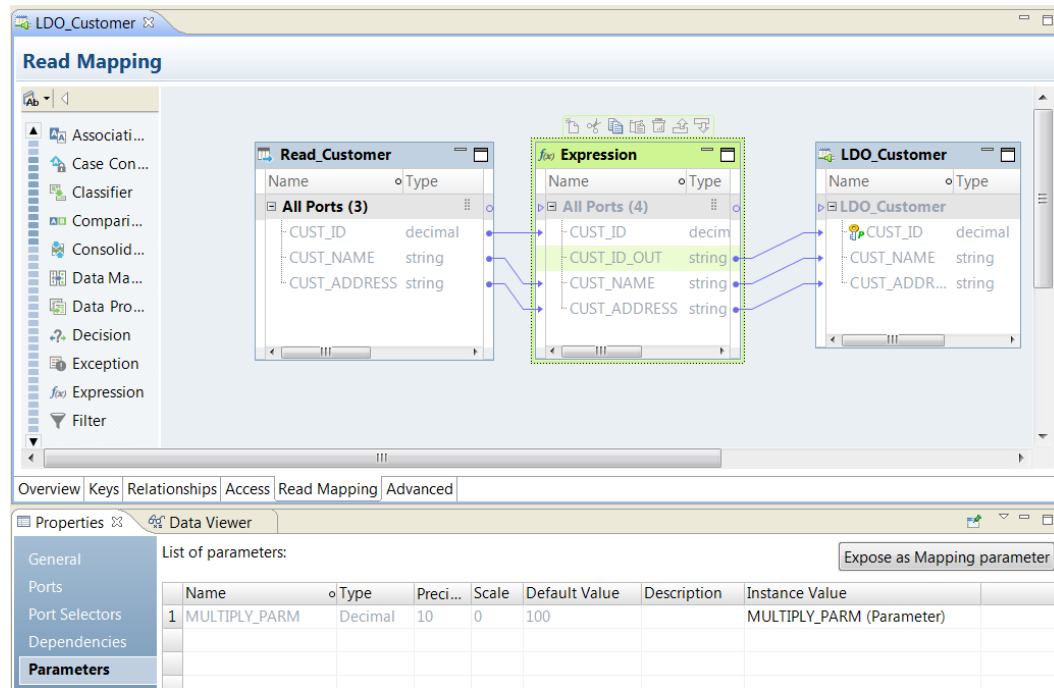 LDO_Customer
Read Mapping
Ab
Associati...
Case Con...
Classifier
Compari...
Consolid...
Data Ma...
Data Pro...
Decision
Exception
f(x) Expression
Filter
Read_Customer
Name Type
All Ports (3)
CUST_ID decimal
CUST_NAME string
CUST_ADDRESS string
f(x) Expression
Name Type
All Ports (4)
CUST_ID decim
CUST_ID_OUT string
CUST_NAME string
CUST_ADDRESS string
LDO_Customer
Name Type
LDO_Customer
CUST_ID decimal
CUST_NAME string
CUST_ADDR... string
Overview Keys Relationships Access Read Mapping Advanced
Properties Data Viewer
General
Ports
Port Selectors
Dependencies
Parameters
List of parameters:
Expose as Mapping parameter
Name Type Preci... Scale Default Value Description Instance Value
1 MULTIPLY_PARM Decimal 10 0 100 MULTIPLY_PARM (Parameter)